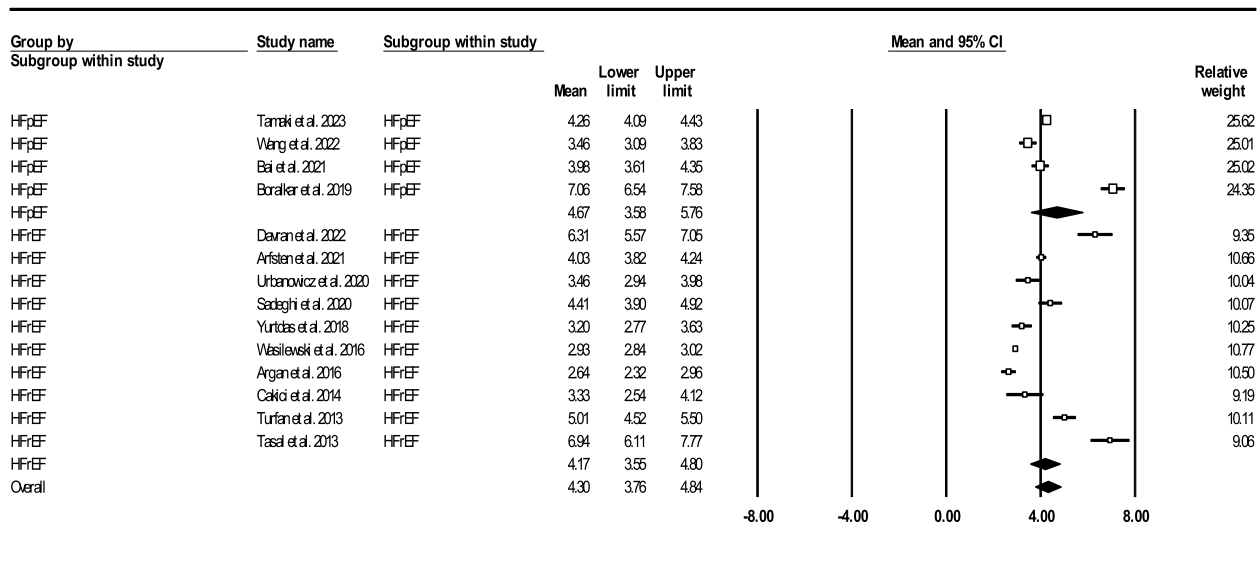 Group by Study name Subgroup within study Mean and 95% CI
Subgroup within study
Lower Upper Relative
Mean limit limit weight
HFpEF Tamaki et al. 2023 HFpEF 4.26 4.09 4.43 25.62
HFpEF Wang et al. 2022 HFpEF 3.46 3.09 3.83 25.01
HFpEF Bai et al. 2021 HFpEF 3.98 3.61 4.35 25.02
HFpEF Boralkar et al. 2019 HFpEF 7.06 6.54 7.58 24.35
HFpEF 4.67 3.58 5.76
HFrEF Davran et al. 2022 HFrEF 6.31 5.57 7.05 9.35
HFrEF Arfsten et al. 2021 HFrEF 4.03 3.82 4.24 10.66
HFrEF Urbanowicz et al. 2020 HFrEF 3.46 2.94 3.98 10.04
HFrEF Sadeghi et al. 2020 HFrEF 4.41 3.90 4.92 10.07
HFrEF Yurtdas et al. 2018 HFrEF 3.20 2.77 3.63 10.25
HFrEF Wasilewski et al. 2016 HFrEF 2.93 2.84 3.02 10.77
HFrEF Argan et al. 2016 HFrEF 2.64 2.32 2.96 10.50
HFrEF Cakici et al. 2014 HFrEF 3.33 2.54 4.12 9.19
HFrEF Turfan et al. 2013 HFrEF 5.01 4.52 5.50 10.11
HFrEF Tasal et al. 2013 HFrEF 6.94 6.11 7.77 9.06
HFrEF 4.17 3.55 4.80
Overall 4.30 3.76 4.84
-8.00 -4.00 0.00 4.00 8.00